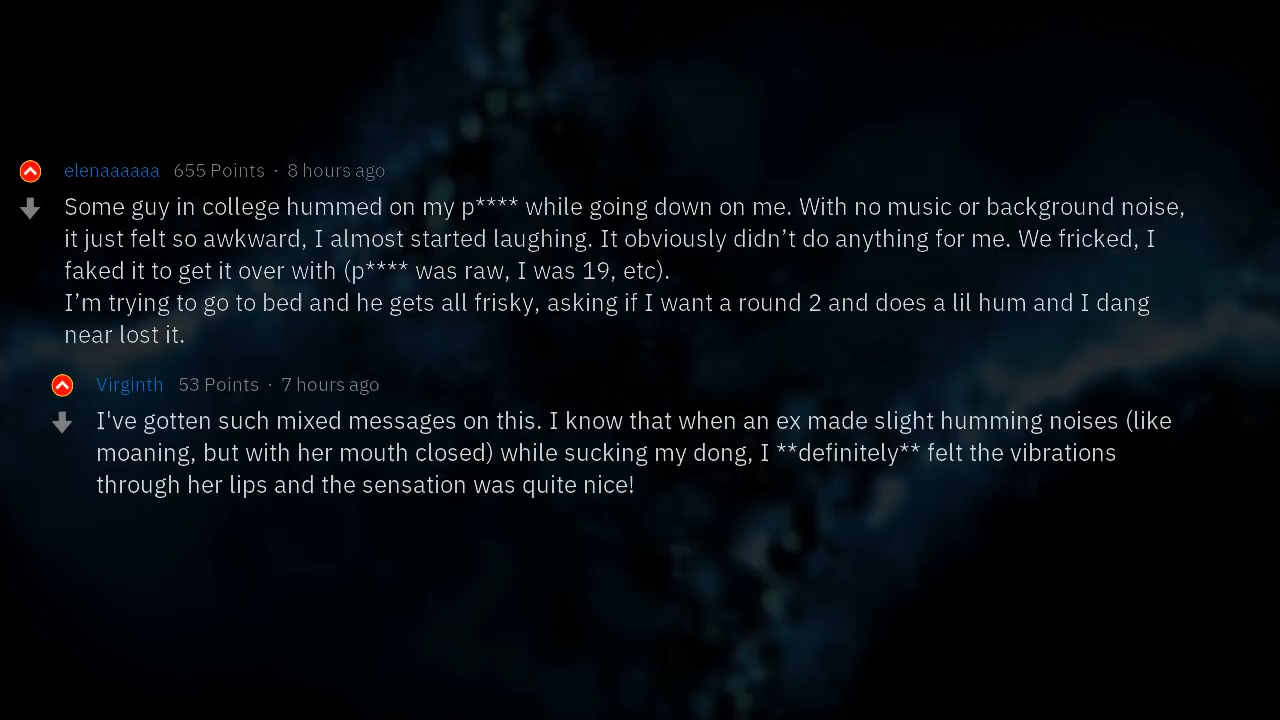 elenaaaaaa 655 Points · 8 hours ago
Some guy in college hummed on my p**** while going down on me. With no music or background noise,
it just felt so awkward, I almost started laughing. It obviously didn’t do anything for me. We fricked, I
faked it to get it over with (p**** was raw, I was 19, etc).
I’m trying to go to bed and he gets all frisky, asking if I want a round 2 and does a lil hum and I dang
near lost it.
Virginth 53 Points · 7 hours ago
I've gotten such mixed messages on this. I know that when an ex made slight humming noises (like
moaning, but with her mouth closed) while sucking my dong, I **definitely** felt the vibrations
through her lips and the sensation was quite nice!